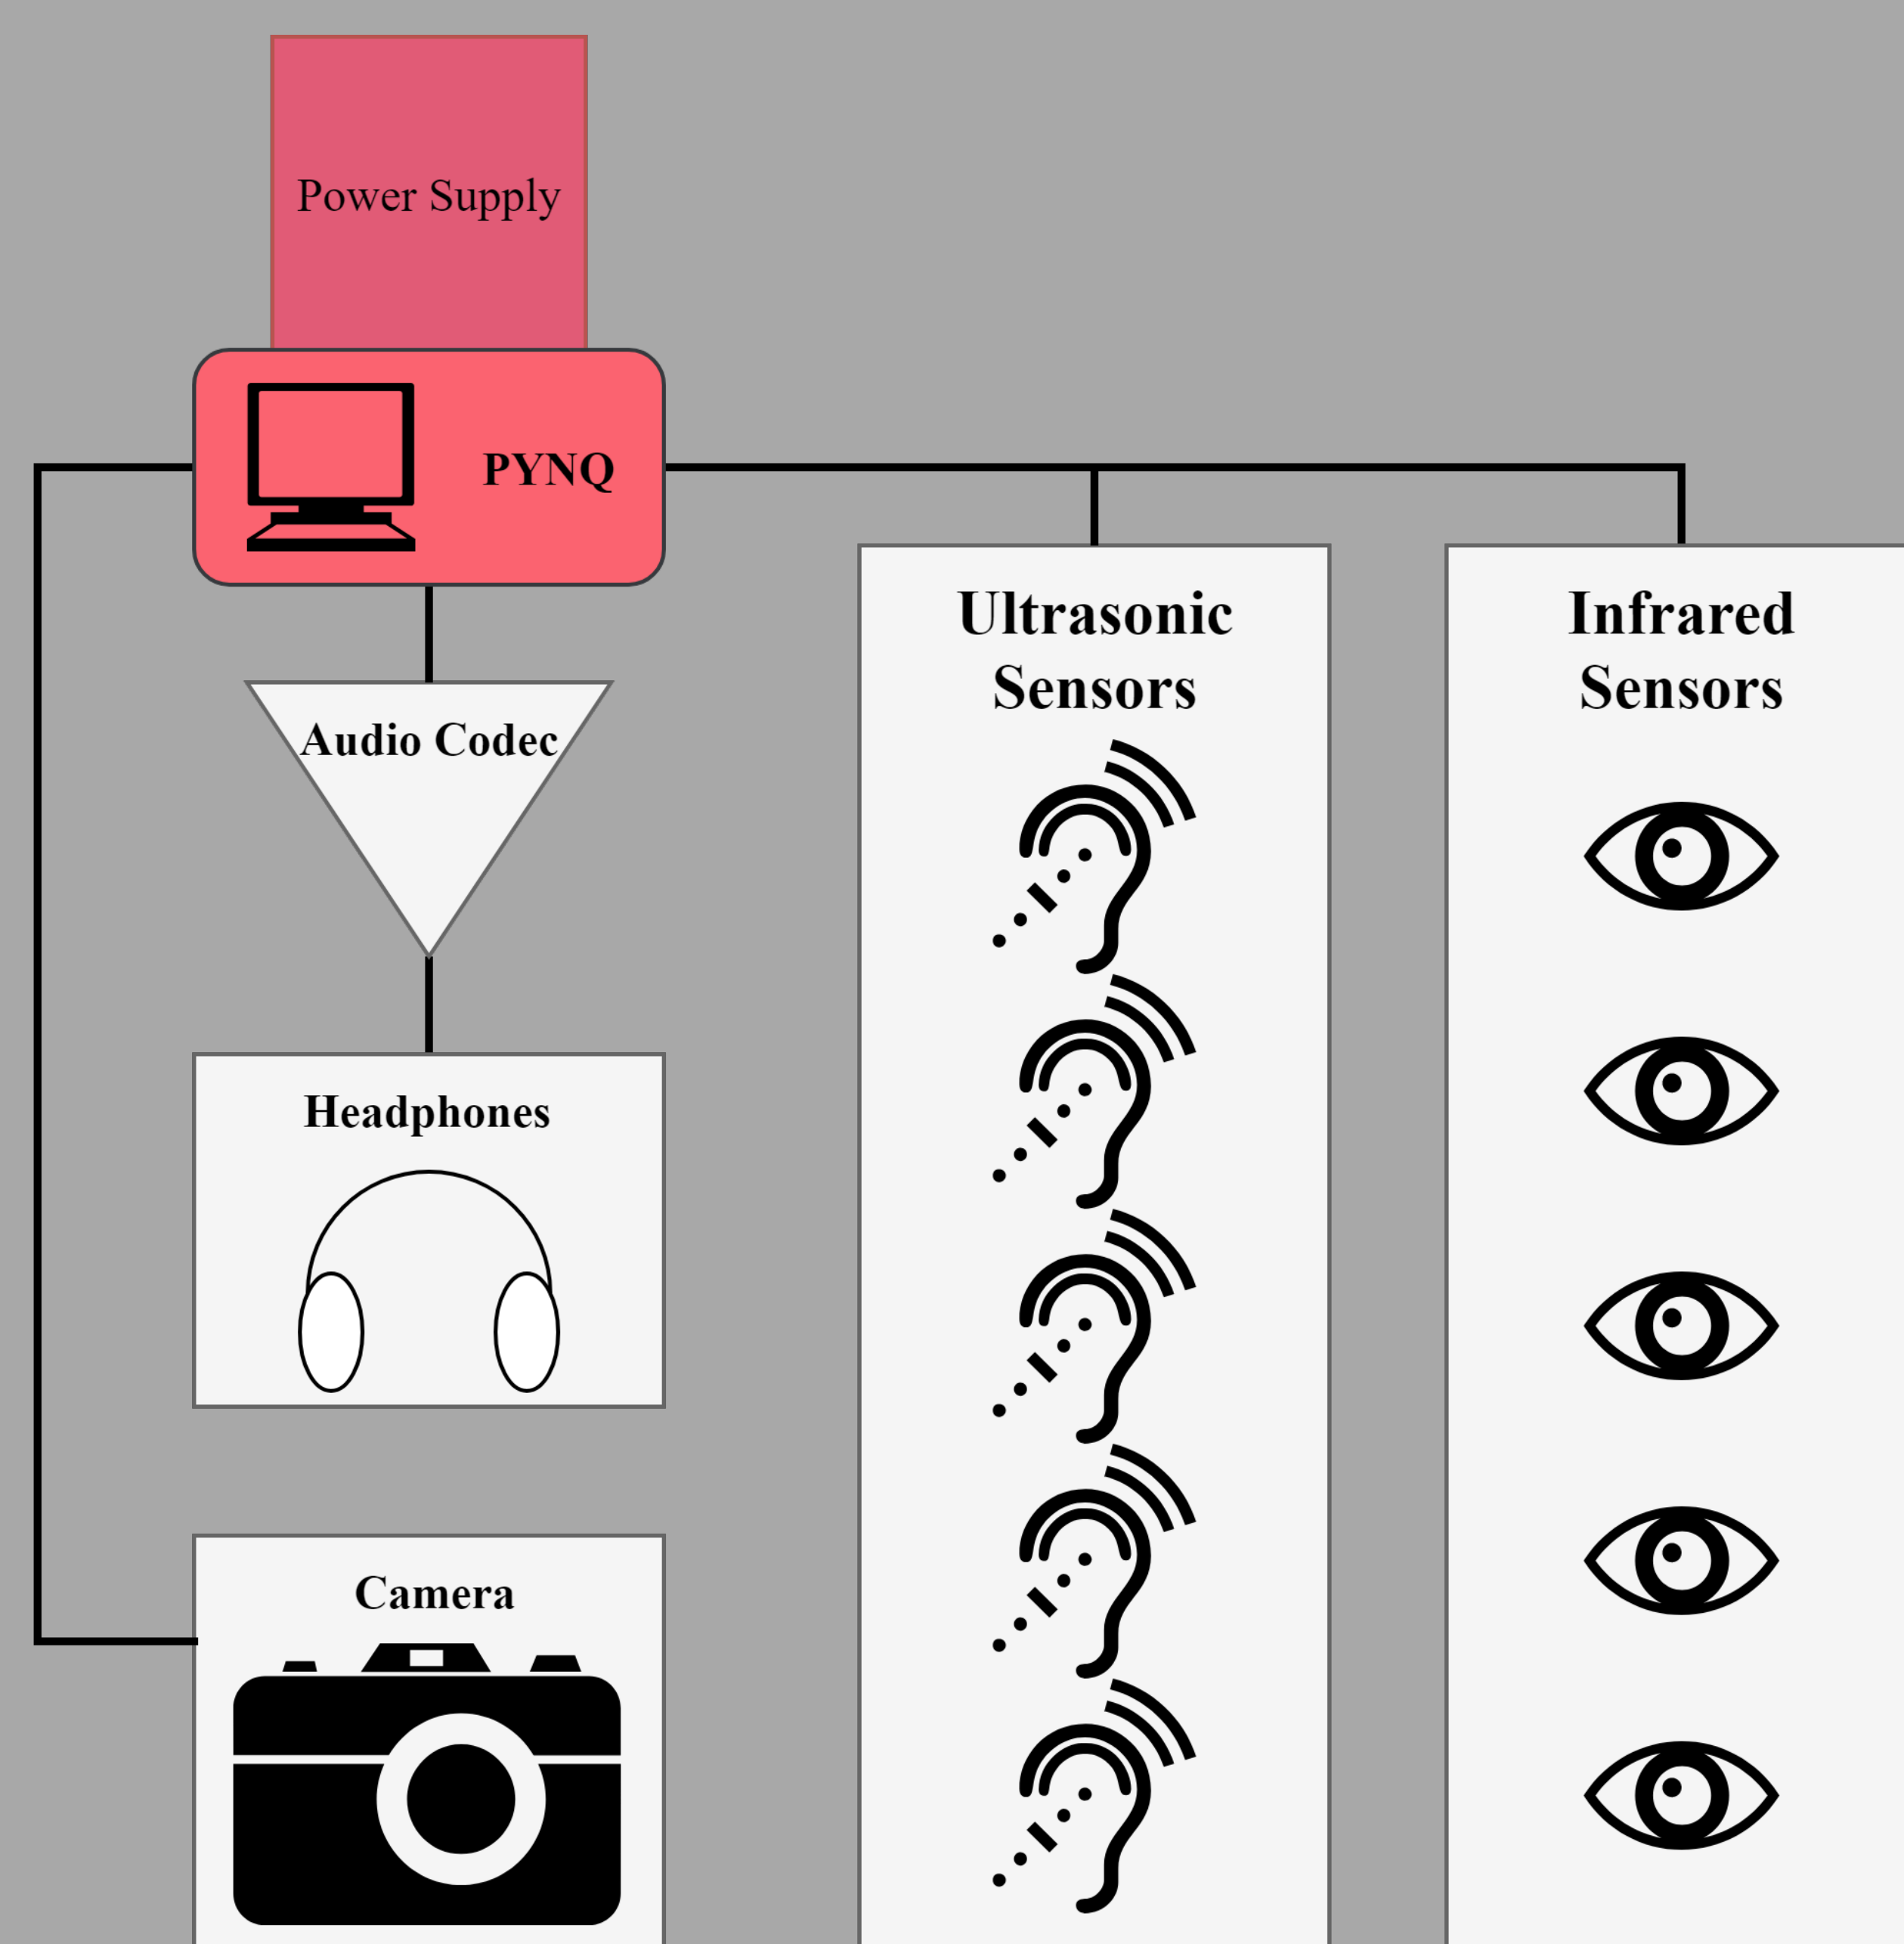 Power Supply
PYNQ
Audio Codec
Headphones
Camera
Ultrasonic
Sensors
Infrared
Sensors